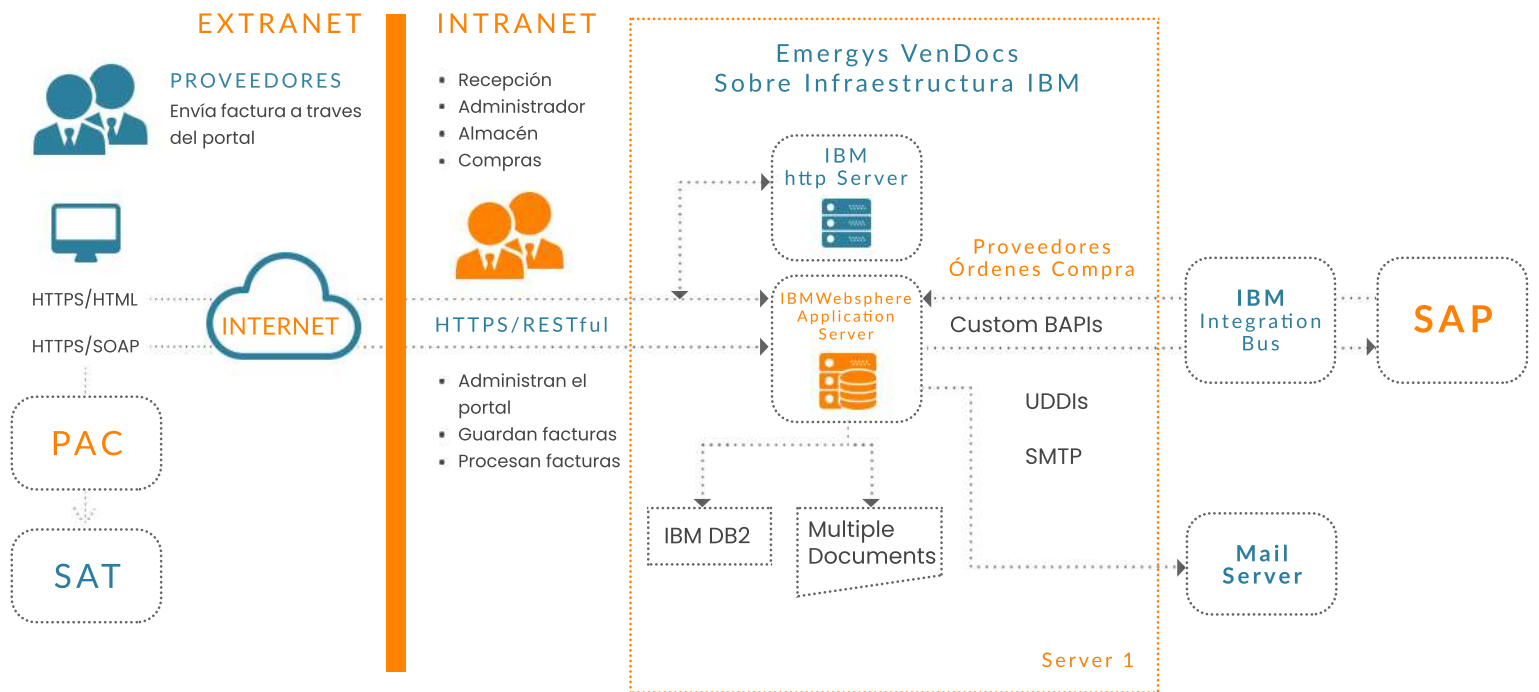 EXTRANET
PROVEEDORES
Envía factura a traves
del portal
HTTPS/HTML
HTTPS/SOAP
INTERNET
PAC
SAT
INTRANET
Recepción
Administrador
Almacén
Compras
HTTPS/RESTful
Administran el
portal
Guardan facturas
Procesan facturas
Emergys VenDocs
Sobre Infraestructura IBM
IBM
http Server
IBMWebsphere
Application
Server
Proveedores
Órdenes Compra
Custom BAPIs
UDDIs
SMTP
IBM DB2
Multiple
Documents
Server 1
IBM
Integration
Bus
SAP
Mail
Server